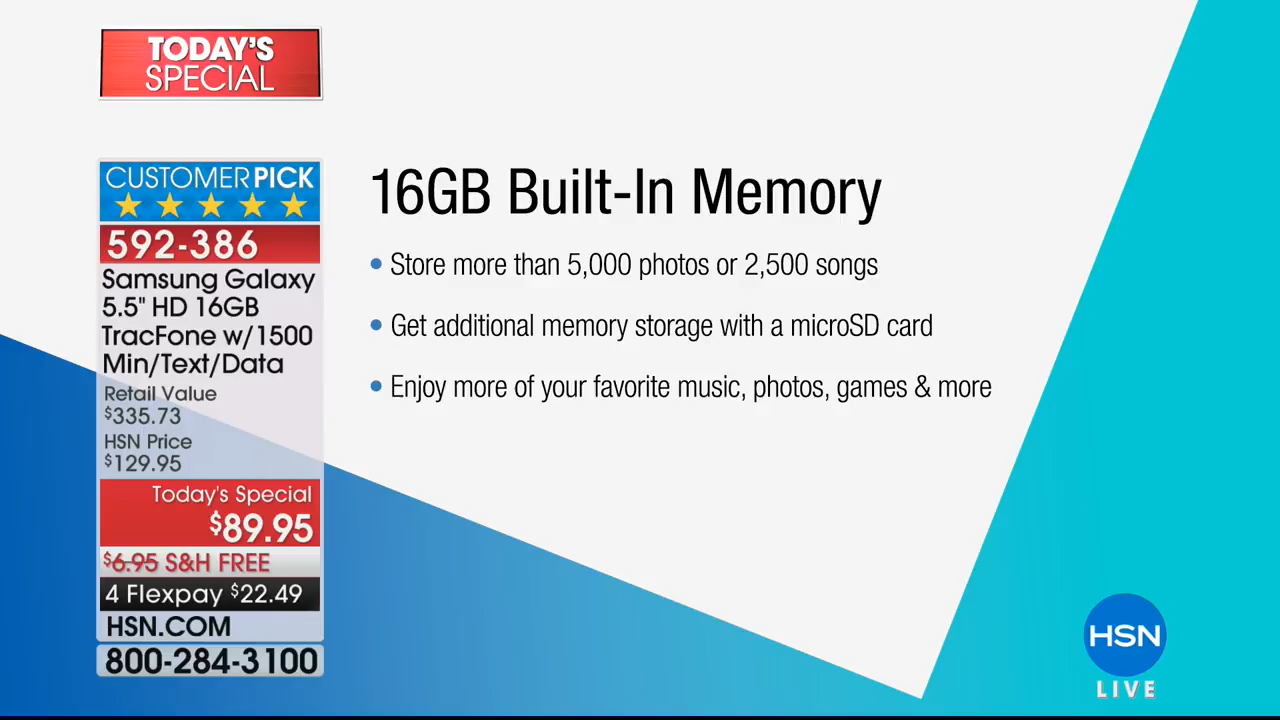 TODAY'S
SPECIAL
CUSTOMER PICK
592-386
Samsung Galaxy
5.5" HD 16GB
TracFone w/1500
Min/Text/Data
Retail Value
$335.73
HSN Price
$129.95
Today's Special
$89.95
$6.95 S&H FREE
4 Flexpay $22.49
HSN.COM
800-284-3100
16GB Built-In Memory
• Store more than 5,000 photos or 2,500 songs
• Get additional memory storage with a microSD card
• Enjoy more of your favorite music, photos, games & more
HSN
LIVE